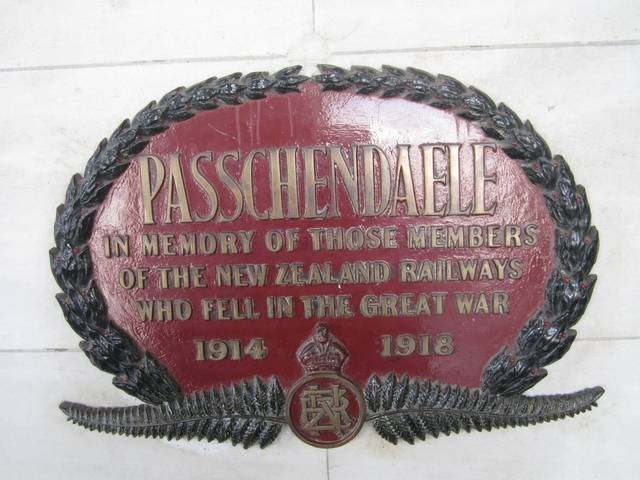 PASSCHENDAELE
IN MEMORY OF THOSE MEMBERS
OF THE NEW ZEALAND RAILWAYS
WHO FELL IN THE GREAT WAR
1914 1918
NZR